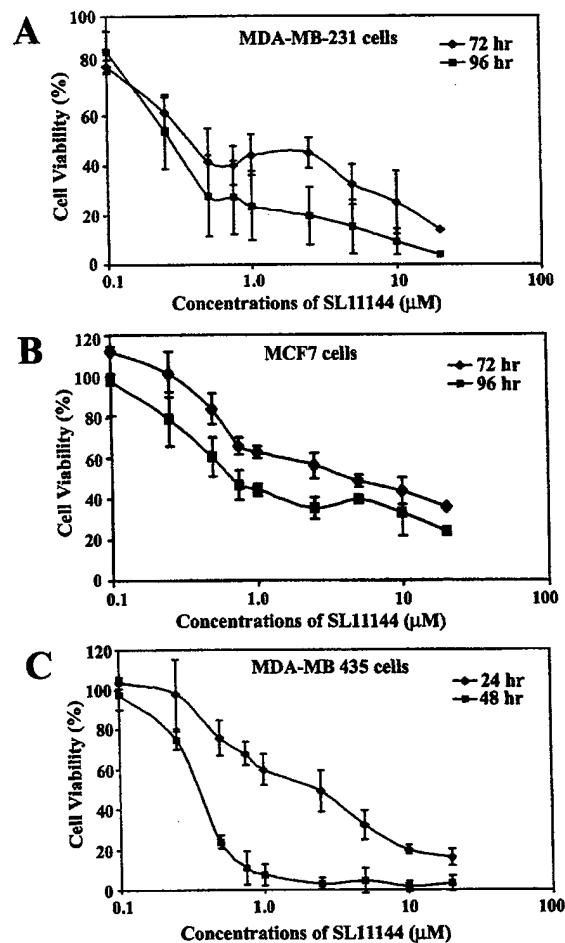 A
MDA-MB-231 cells
72 hr
96 hr
Cell Viability (%)
100
80
60
40
20
0
0.1 1.0 10 100
Concentrations of SL11144 (μM)
B
MCF7 cells
72 hr
96 hr
Cell Viability (%)
120
100
80
60
40
20
0
0.1 1.0 10 100
Concentrations of SL11144 (μM)
C
MDA-MB 435 cells
24 hr
48 hr
Cell Viability (%)
120
100
80
60
40
20
0
0.1 1.0 10 100
Concentrations of SL11144 (μM)